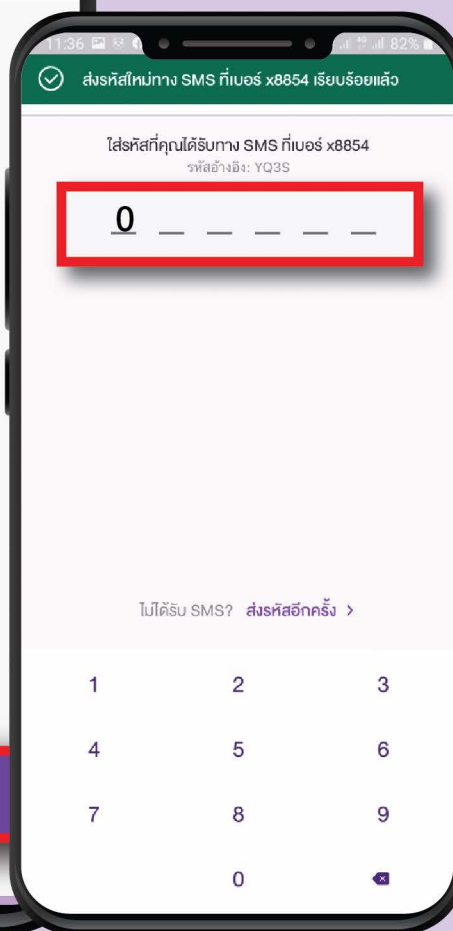 11:36 82%
ส่งรหัสใหม่ทาง SMS ที่เบอร์ x8854 เรียบร้อยแล้ว
ใส่รหัสที่คุณได้รับทาง SMS ที่เบอร์ x8854
รหัสอ้างอิง: YQ3S
0 _ _ _ _ _
ไม่ได้รับ SMS? ส่งรหัสอีกครั้ง >
1 2 3
4 5 6
7 8 9
0